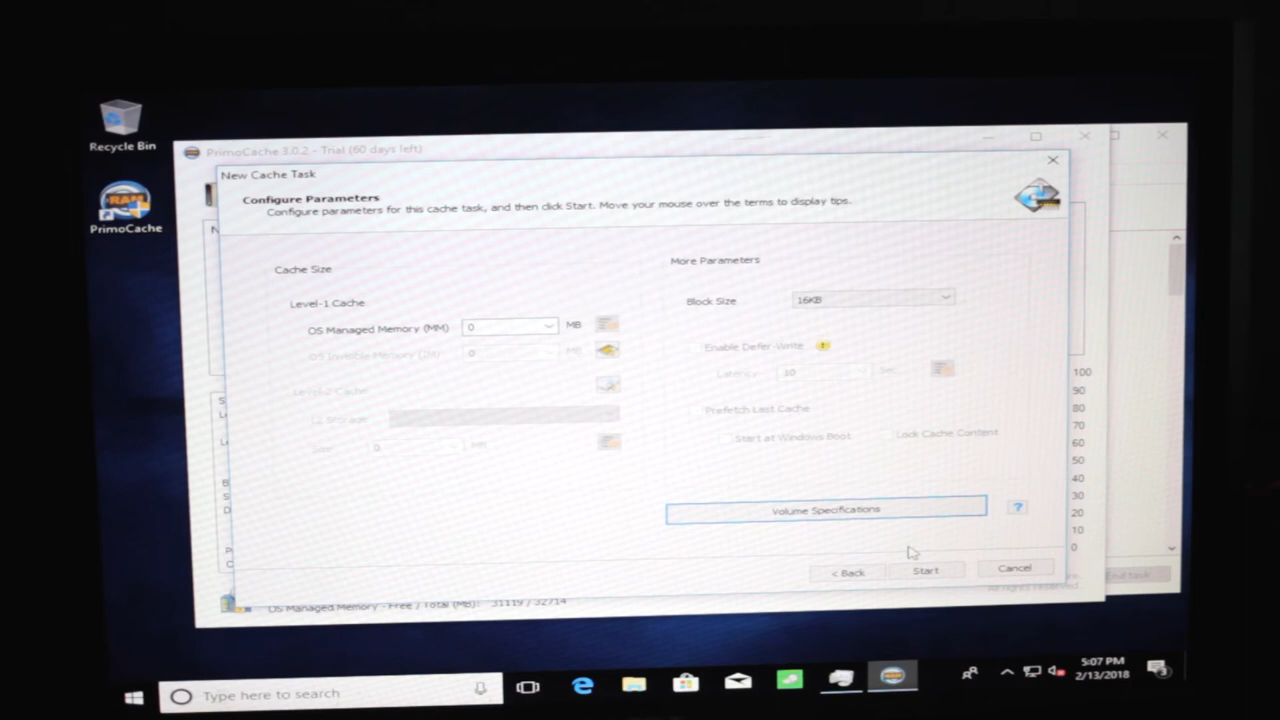 Recycle Bin
PrimoCache
PrimoCache 3.0.2 - Trial (60 days left)
New Cache Task
Configure Parameters
Configure parameters for this cache task, and then click Start. Move your mouse over the terms to display tips.
Cache Size
Level-1 Cache
OS Managed Memory (MM) 0 MB
OS Invisible Memory (IM) 0 MB
Level-2 Cache
L2 Storage
Size 0 MB
More Parameters
Block Size 16KB
Enable Defer-Write
Latency 10 Sec
Prefetch Last Cache
Start at Windows Boot Lock Cache Content
Volume Specifications ?
< Back Start Cancel
100
90
80
70
60
50
40
30
20
10
0
OS Managed Memory - Free / Total (MB): 31119 / 32714
All rights reserved
End task
Type here to search
5:07 PM
2/13/2018
3